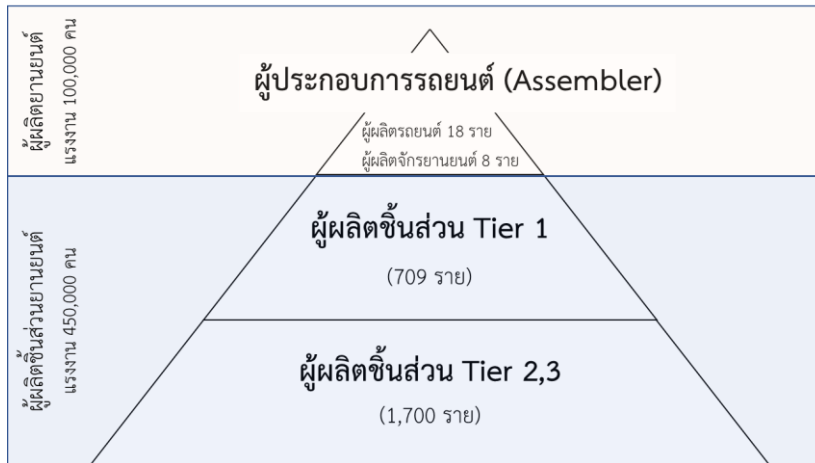 ผู้ผลิตยานยนต์
แรงงาน 100,000 คน
ผู้ประกอบการรถยนต์ (Assembler)
ผู้ผลิตรถยนต์ 18 ราย
ผู้ผลิตจักรยานยนต์ 8 ราย
ผู้ผลิตชิ้นส่วนยานยนต์
แรงงาน 450,000 คน
ผู้ผลิตชิ้นส่วน Tier 1
(709 ราย)
ผู้ผลิตชิ้นส่วน Tier 2,3
(1,700 ราย)